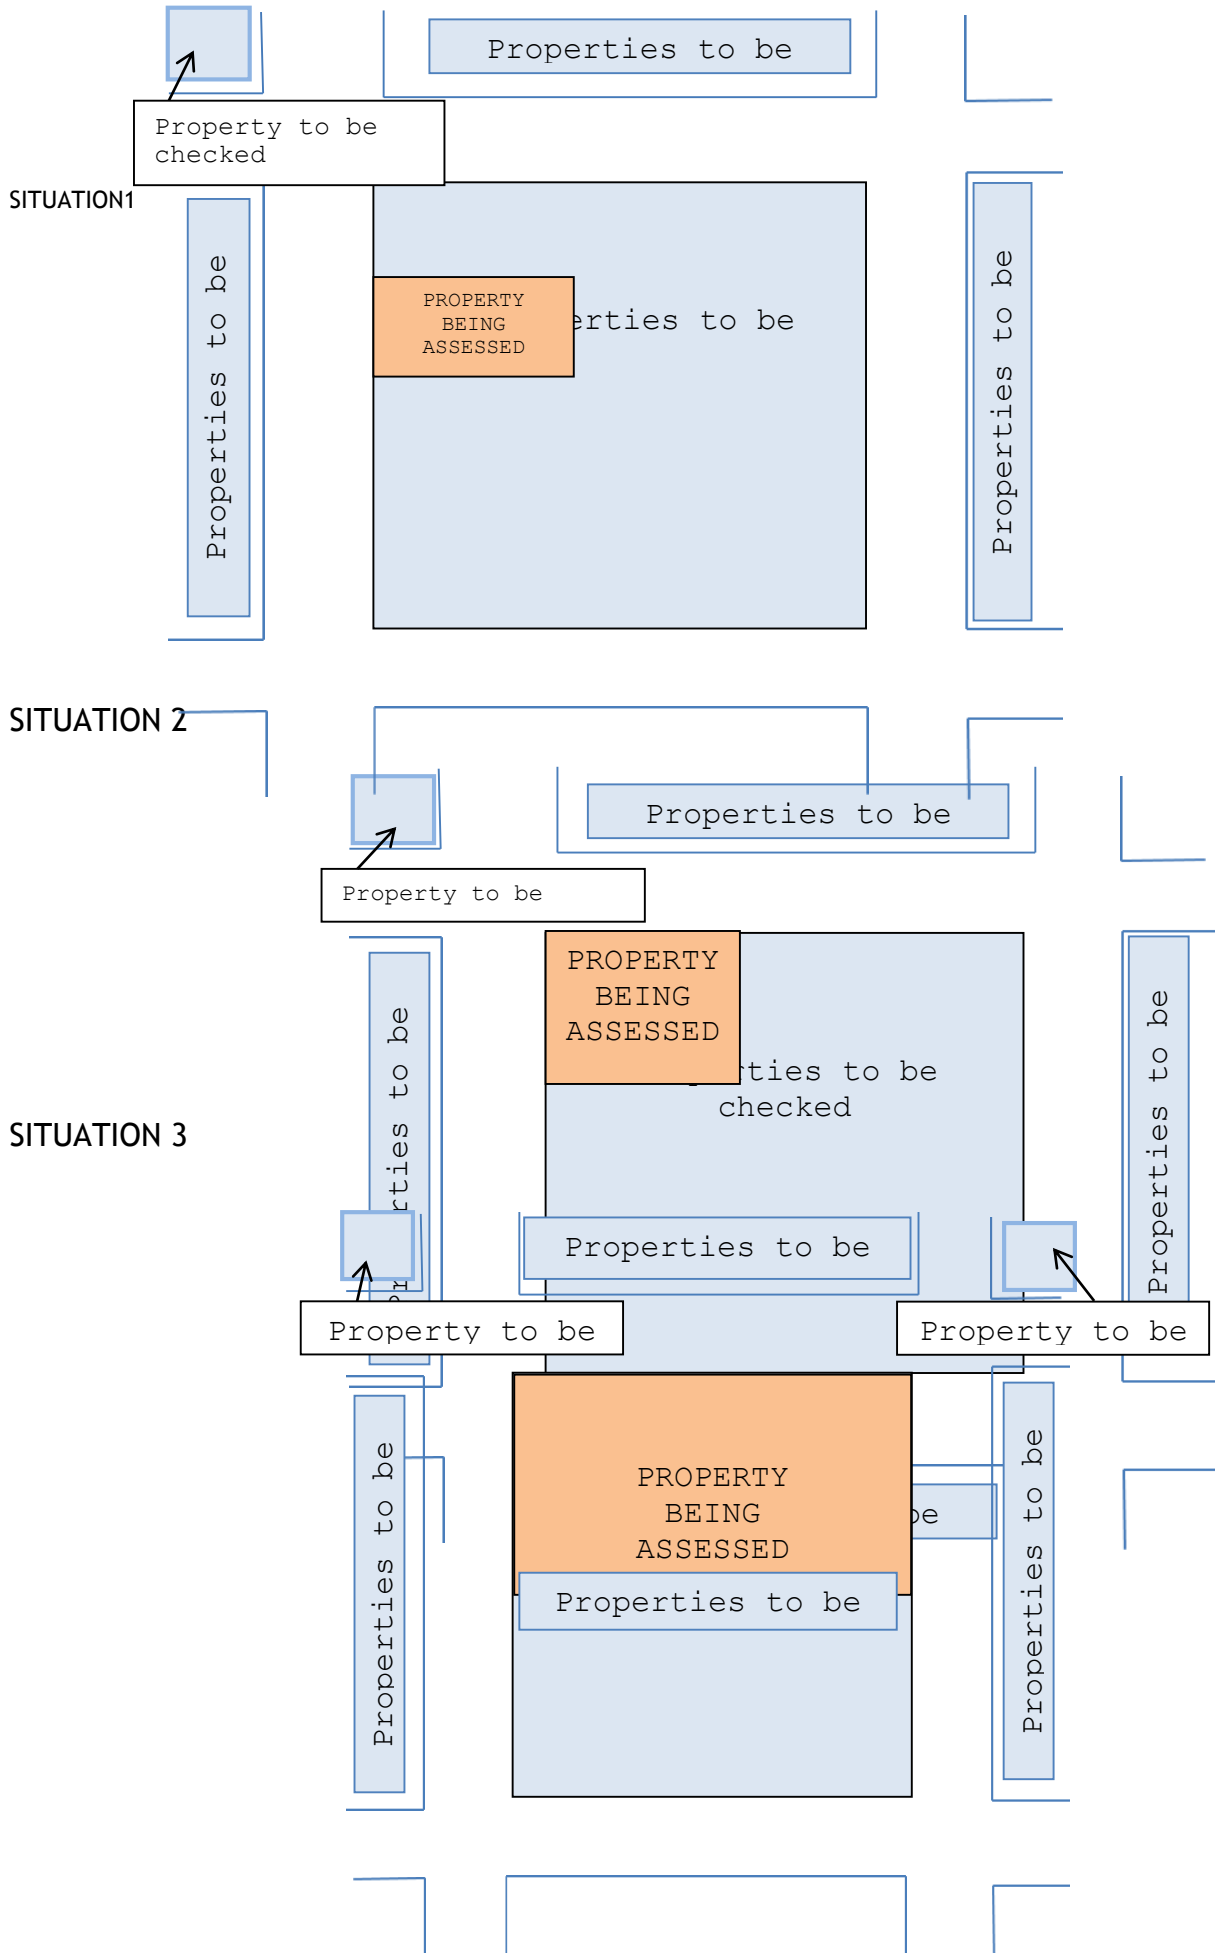 Properties to be
Property to be
checked
SITUATION1
Properties to be
PROPERTY
BEING
ASSESSED
erties to be
Properties to be
SITUATION 2
Properties to be
Property to be
PROPERTY
BEING
ASSESSED
rties to be
checked
Properties to be
SITUATION 3
rties to be
Properties to be
Property to be
Property to be
Properties to be
PROPERTY
BEING
ASSESSED
be
Properties to be
Properties to be